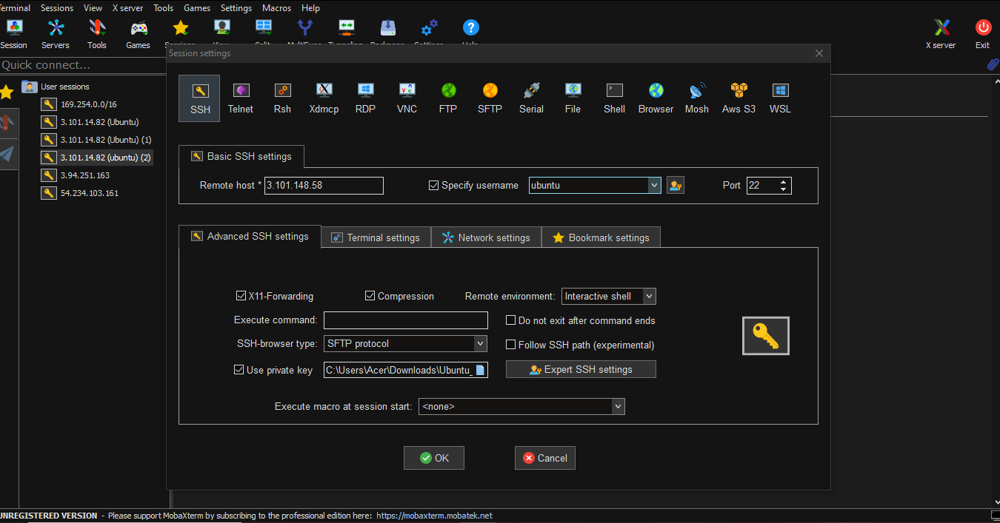 Terminal Sessions View X server Tools Games Settings Macros Help
Session Servers Tools Games X server Exit
Quick connect...
Session settings
User sessions
169.254.0.0/16
3.101.14.82 (Ubuntu)
3.101.14.82 (Ubuntu) (1)
3.101.14.82 (ubuntu) (2)
3.94.251.163
54.234.103.161
SSH Telnet Rsh Xdmcp RDP VNC FTP SFTP Serial File Shell Browser Mosh Aws S3 WSL
Basic SSH settings
Remote host * 3.101.148.58 Specify username ubuntu Port 22
Advanced SSH settings Terminal settings Network settings Bookmark settings
X11-Forwarding Compression Remote environment: Interactive shell
Execute command: Do not exit after command ends
SSH-browser type: SFTP protocol Follow SSH path (experimental)
Use private key C:\Users\Acer\Downloads\Ubuntu_ Expert SSH settings
Execute macro at session start: <none>
OK Cancel
UNREGISTERED VERSION - Please support MobaXterm by subscribing to the professional edition here: https://mobaxterm.mobatek.net